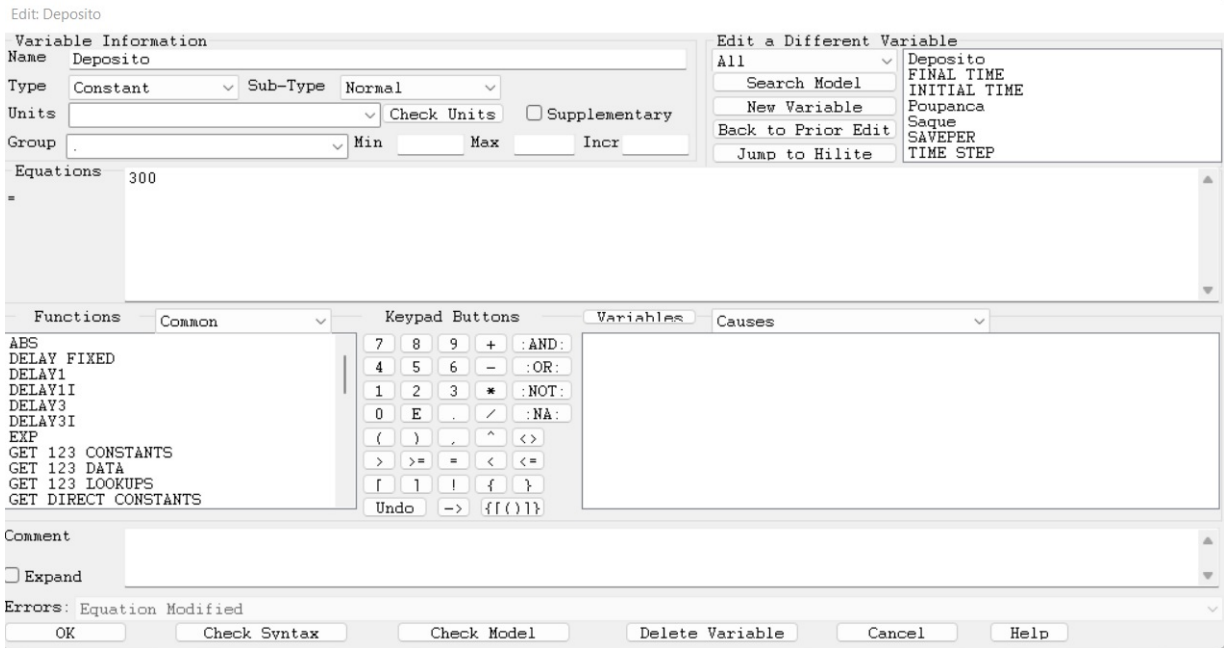 Edit: Deposito
Variable Information
Edit a Different Variable
Name Deposito
All
Deposito
FINAL TIME
INITIAL TIME
Poupanca
Saque
SAVEPER
TIME STEP
Type Constant Sub-Type Normal
Search Model
Units Check Units Supplementary
New Variable
Back to Prior Edit
Group . Min Max Incr
Jump to Hilite
Equations 300
=
Functions Common Keypad Buttons Variables Causes
ABS
DELAY FIXED
DELAY1
DELAY1I
DELAY3
DELAY3I
EXP
GET 123 CONSTANTS
GET 123 DATA
GET 123 LOOKUPS
GET DIRECT CONSTANTS
7 8 9 + :AND:
4 5 6 - :OR:
1 2 3 * :NOT:
0 E . / :NA:
( ) , ^ <>
> >= = < <=
[ ] ! { }
Undo -> {[()]}
Comment
Expand
Errors: Equation Modified
OK Check Syntax Check Model Delete Variable Cancel Help